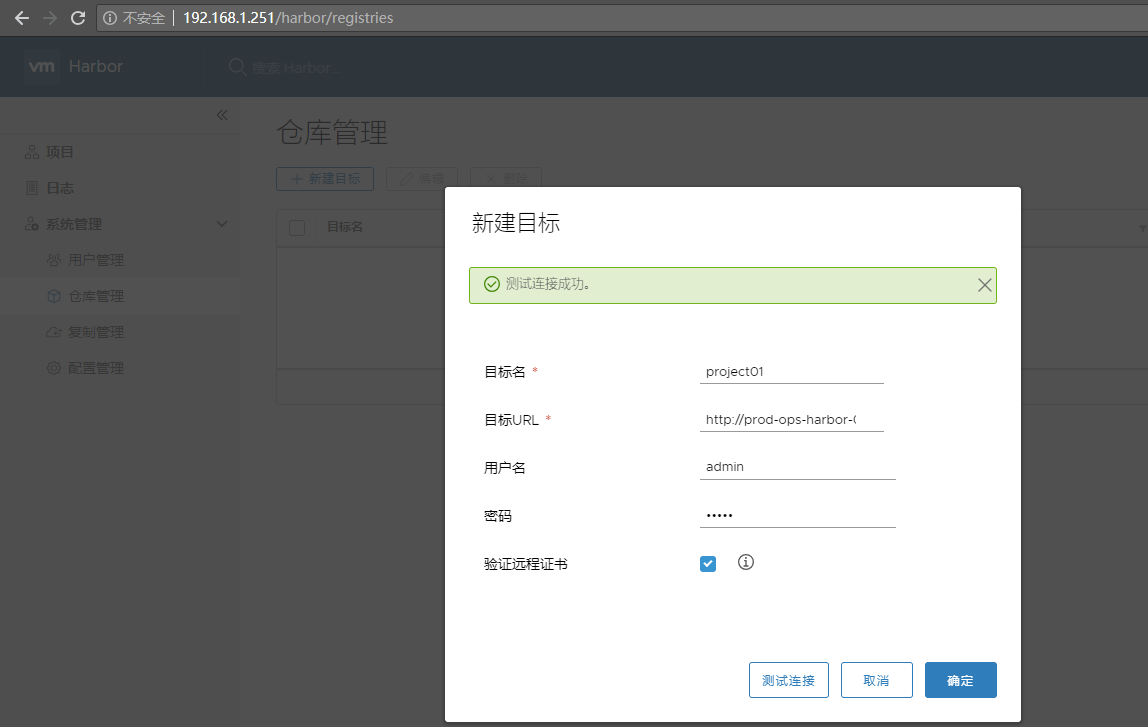 不安全 192.168.1.251/harbor/registries
vm Harbor
搜索 Harbor...
仓库管理
项目
日志
系统管理
用户管理
仓库管理
复制管理
配置管理
+ 新建目标
编辑
× 删除
目标名
新建目标
测试连接成功。
目标名 * project01
目标URL * http://prod-ops-harbor-
用户名 admin
密码 •••••
验证远程证书
测试连接 取消 确定